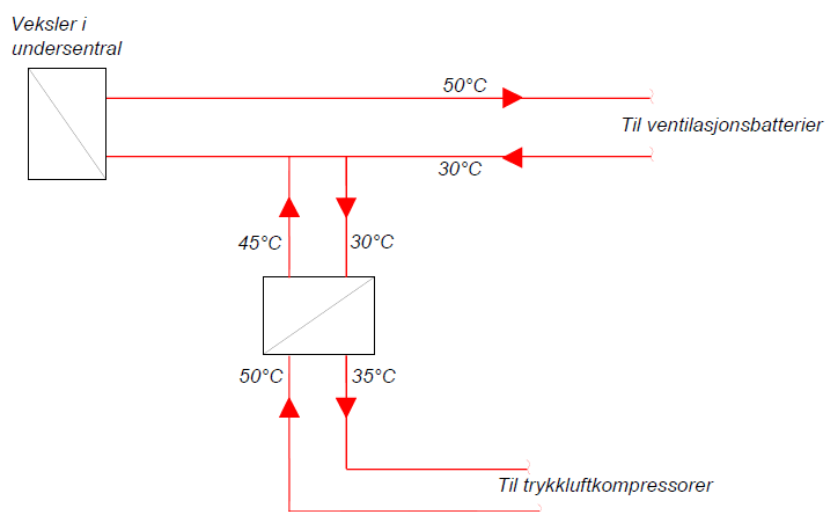 Veksler i
undersentral
50°C
Til ventilasjonsbatterier
30°C
45°C
30°C
50°C
35°C
Til trykkluftkompressorer